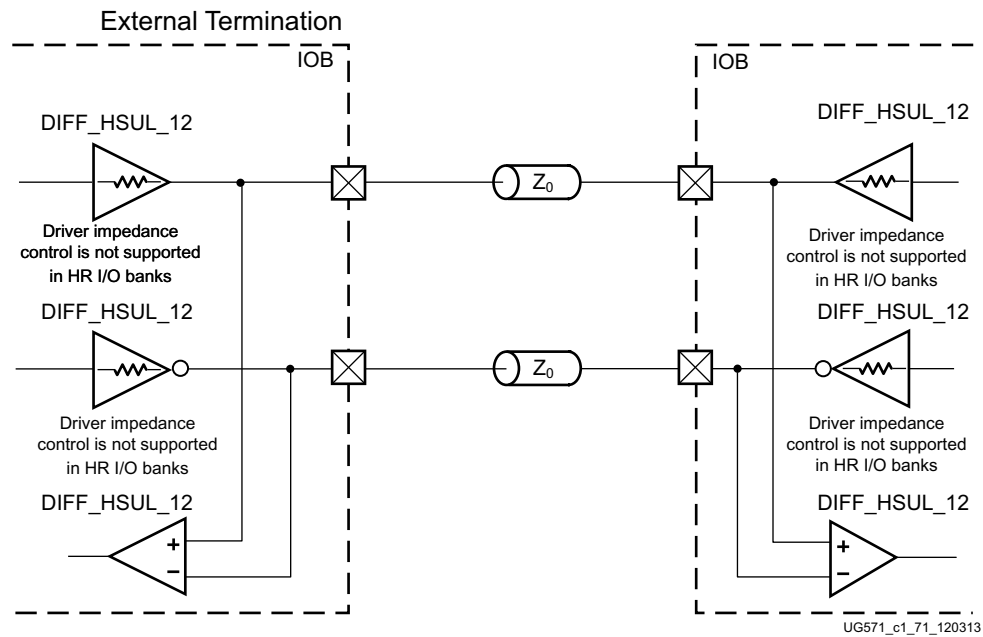 External Termination
IOB
IOB
DIFF_HSUL_12
DIFF_HSUL_12
Z0
Driver impedance
control is not supported
in HR I/O banks
Driver impedance
control is not supported
in HR I/O banks
DIFF_HSUL_12
DIFF_HSUL_12
Z0
Driver impedance
control is not supported
in HR I/O banks
Driver impedance
control is not supported
in HR I/O banks
DIFF_HSUL_12
DIFF_HSUL_12
+
–
+
–
UG571_c1_71_120313